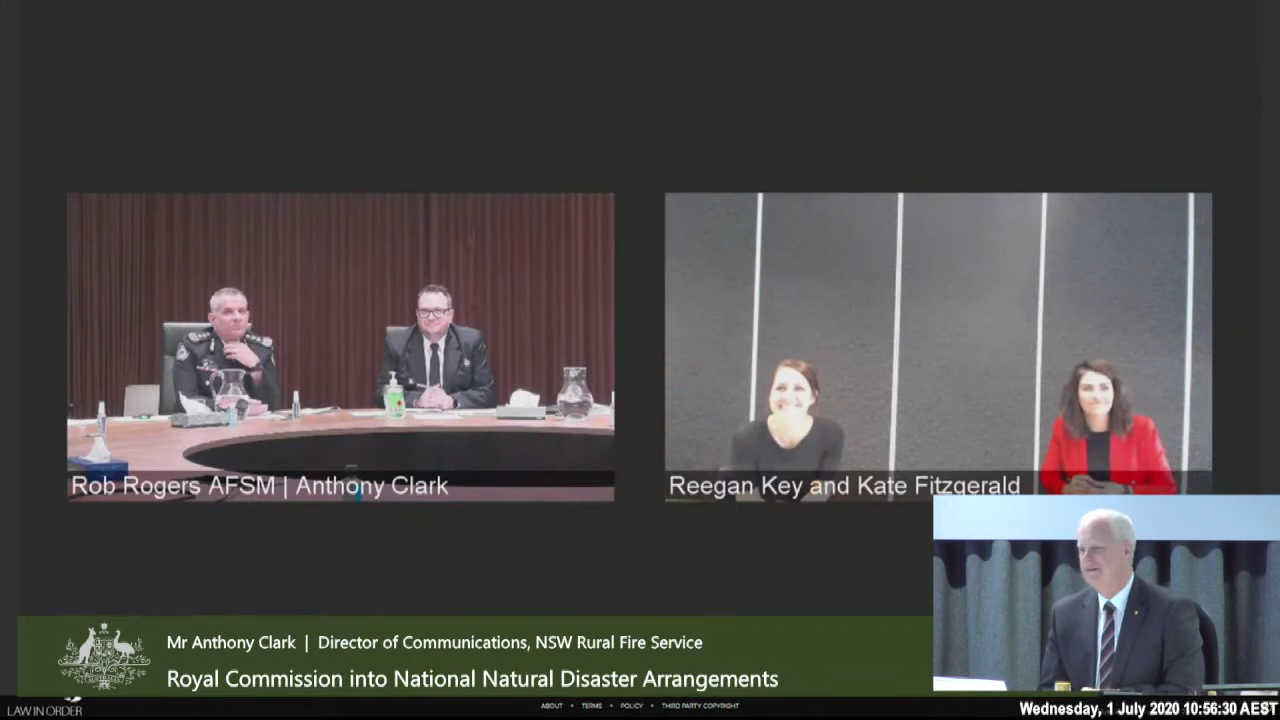 Rob Rogers AFSM | Anthony Clark
Reegan Key and Kate Fitzgerald
Mr Anthony Clark | Director of Communications, NSW Rural Fire Service
Royal Commission into National Natural Disaster Arrangements
LAW IN ORDER
ABOUT • TERMS • POLICY • THIRD PARTY COPYRIGHT
Wednesday, 1 July 2020 10:56:30 AEST